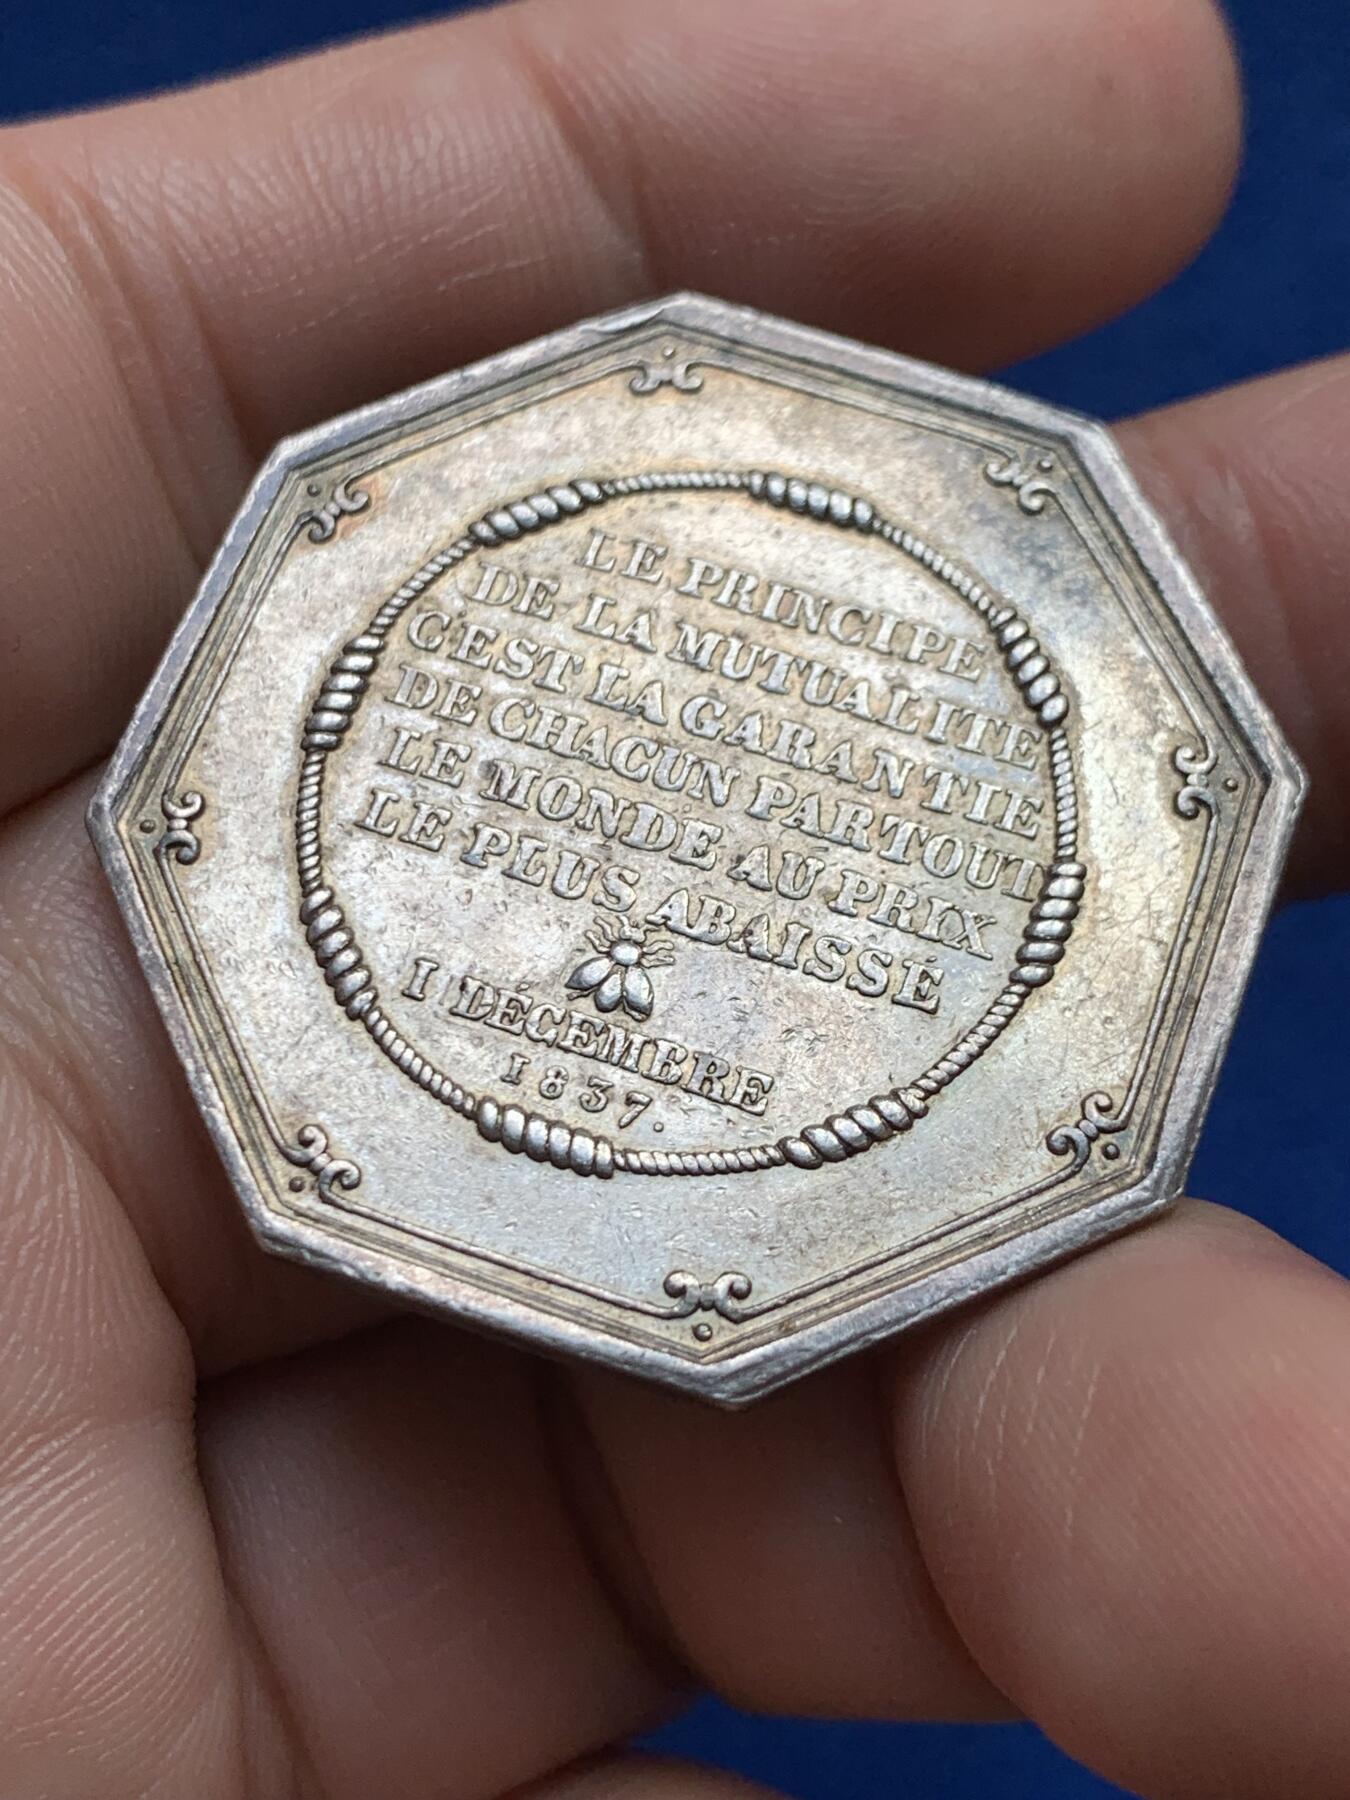 LE PRINCIPE
DE LA MUTUALITE
C'EST LA GARANTIE
DE CHACUN PARTOUT
LE MONDE AU PRIX
LE PLUS ABAISSÉ
1 DÉCEMBRE
1837.